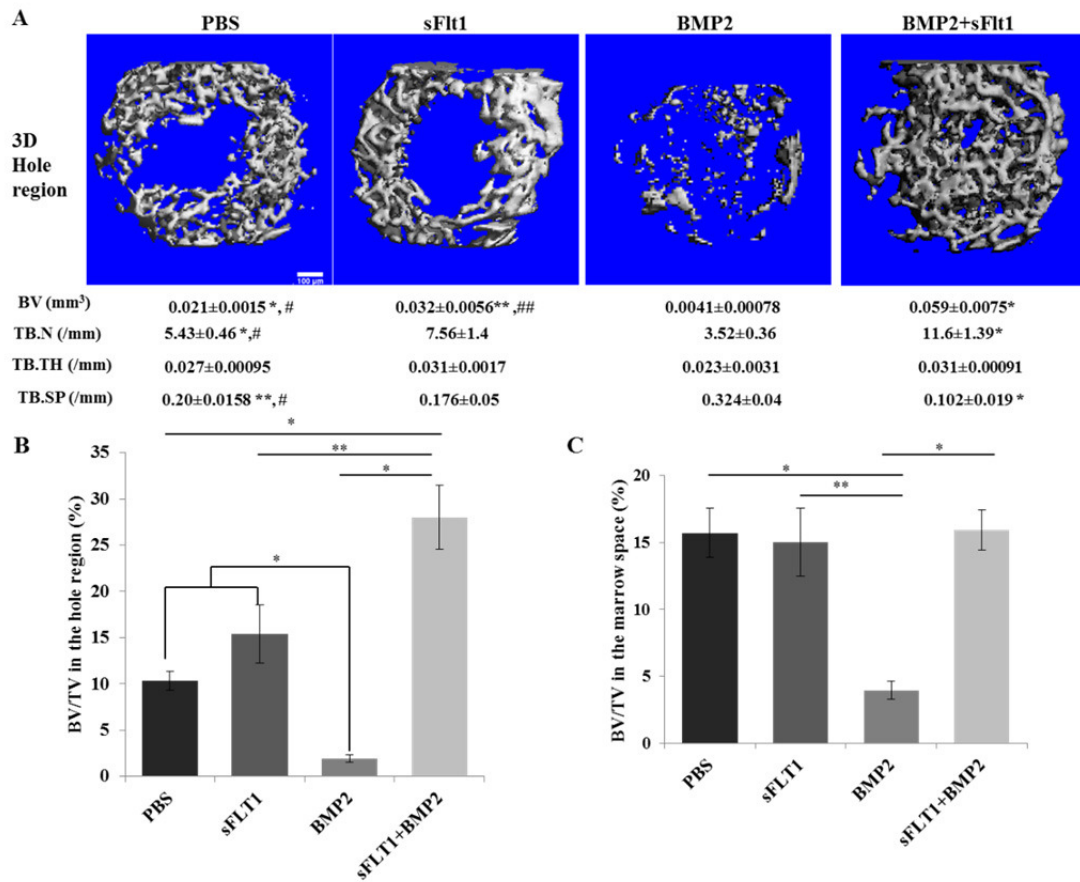 A
PBS
sFlt1
BMP2
BMP2+sFlt1
3D
Hole
region
100 µm
BV (mm³) 0.021±0.0015 *, # 0.032±0.0056**, ## 0.0041±0.00078 0.059±0.0075*
TB.N (/mm) 5.43±0.46 *,# 7.56±1.4 3.52±0.36 11.6±1.39*
TB.TH (/mm) 0.027±0.00095 0.031±0.0017 0.023±0.0031 0.031±0.00091
TB.SP (/mm) 0.20±0.0158 **, # 0.176±0.05 0.324±0.04 0.102±0.019 *
B
*
**
*
*
BV/TV in the hole region (%)
35
30
25
20
15
10
5
0
PBS
sFLT1
BMP2
sFLT1+BMP2
C
*
*
**
BV/TV in the marrow space (%)
20
15
10
5
0
PBS
sFLT1
BMP2
sFLT1+BMP2